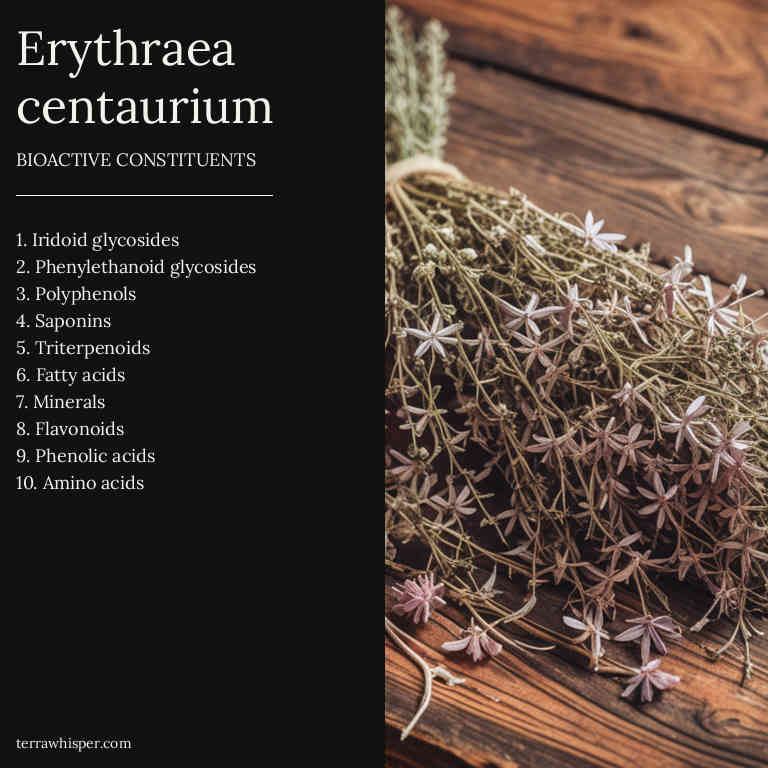 Erythraea
centaurium
BIOACTIVE CONSTITUENTS
1. Iridoid glycosides
2. Phenylethanoid glycosides
3. Polyphenols
4. Saponins
5. Triterpenoids
6. Fatty acids
7. Minerals
8. Flavonoids
9. Phenolic acids
10. Amino acids
terrawhisper.com